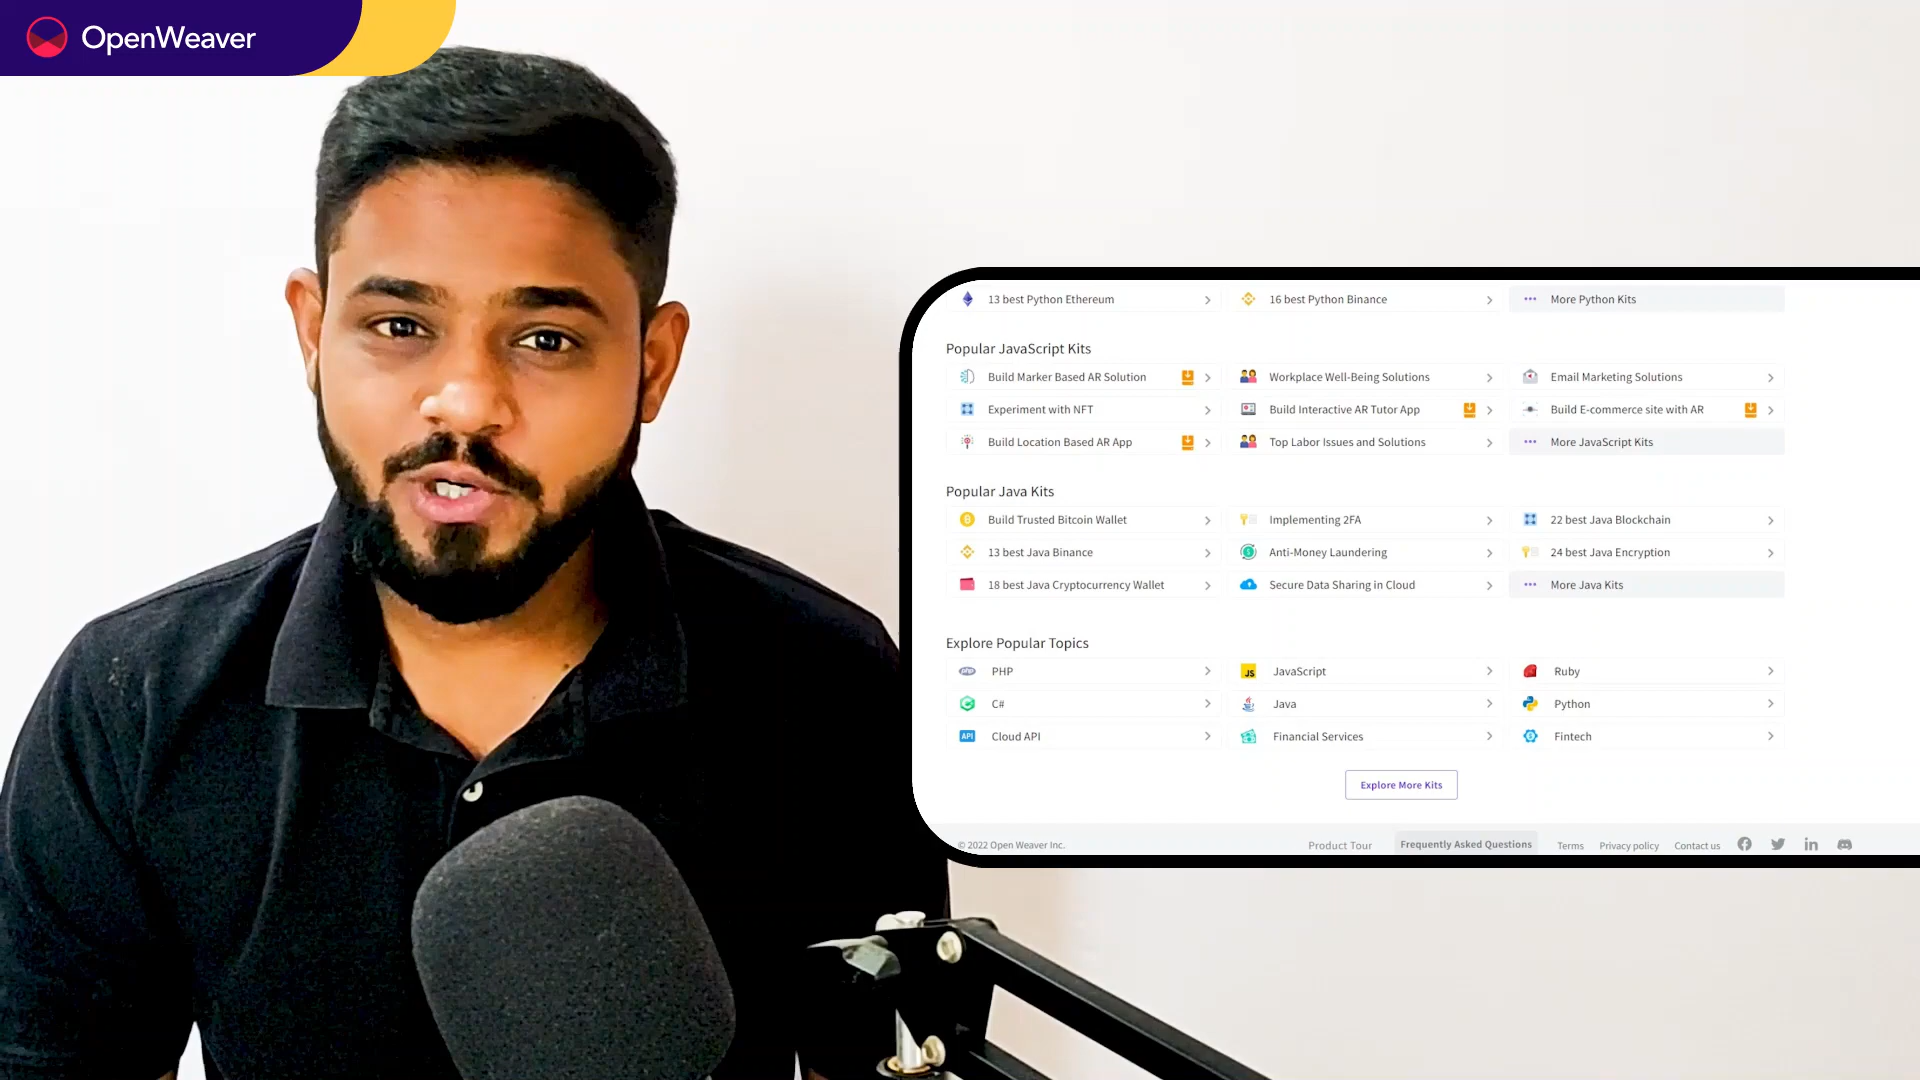 OpenWeaver
13 best Python Ethereum
16 best Python Binance
More Python Kits
Popular JavaScript Kits
Build Marker Based AR Solution
Workplace Well-Being Solutions
Email Marketing Solutions
Experiment with NFT
Build Interactive AR Tutor App
Build E-commerce site with AR
Build Location Based AR App
Top Labor Issues and Solutions
More JavaScript Kits
Popular Java Kits
Build Trusted Bitcoin Wallet
Implementing 2FA
22 best Java Blockchain
13 best Java Binance
Anti-Money Laundering
24 best Java Encryption
18 best Java Cryptocurrency Wallet
Secure Data Sharing in Cloud
More Java Kits
Explore Popular Topics
php PHP
JS JavaScript
Ruby
C#
Java
Python
API Cloud API
Financial Services
Fintech
Explore More Kits
© 2022 Open Weaver Inc.
Product Tour
Frequently Asked Questions
Terms
Privacy policy
Contact us